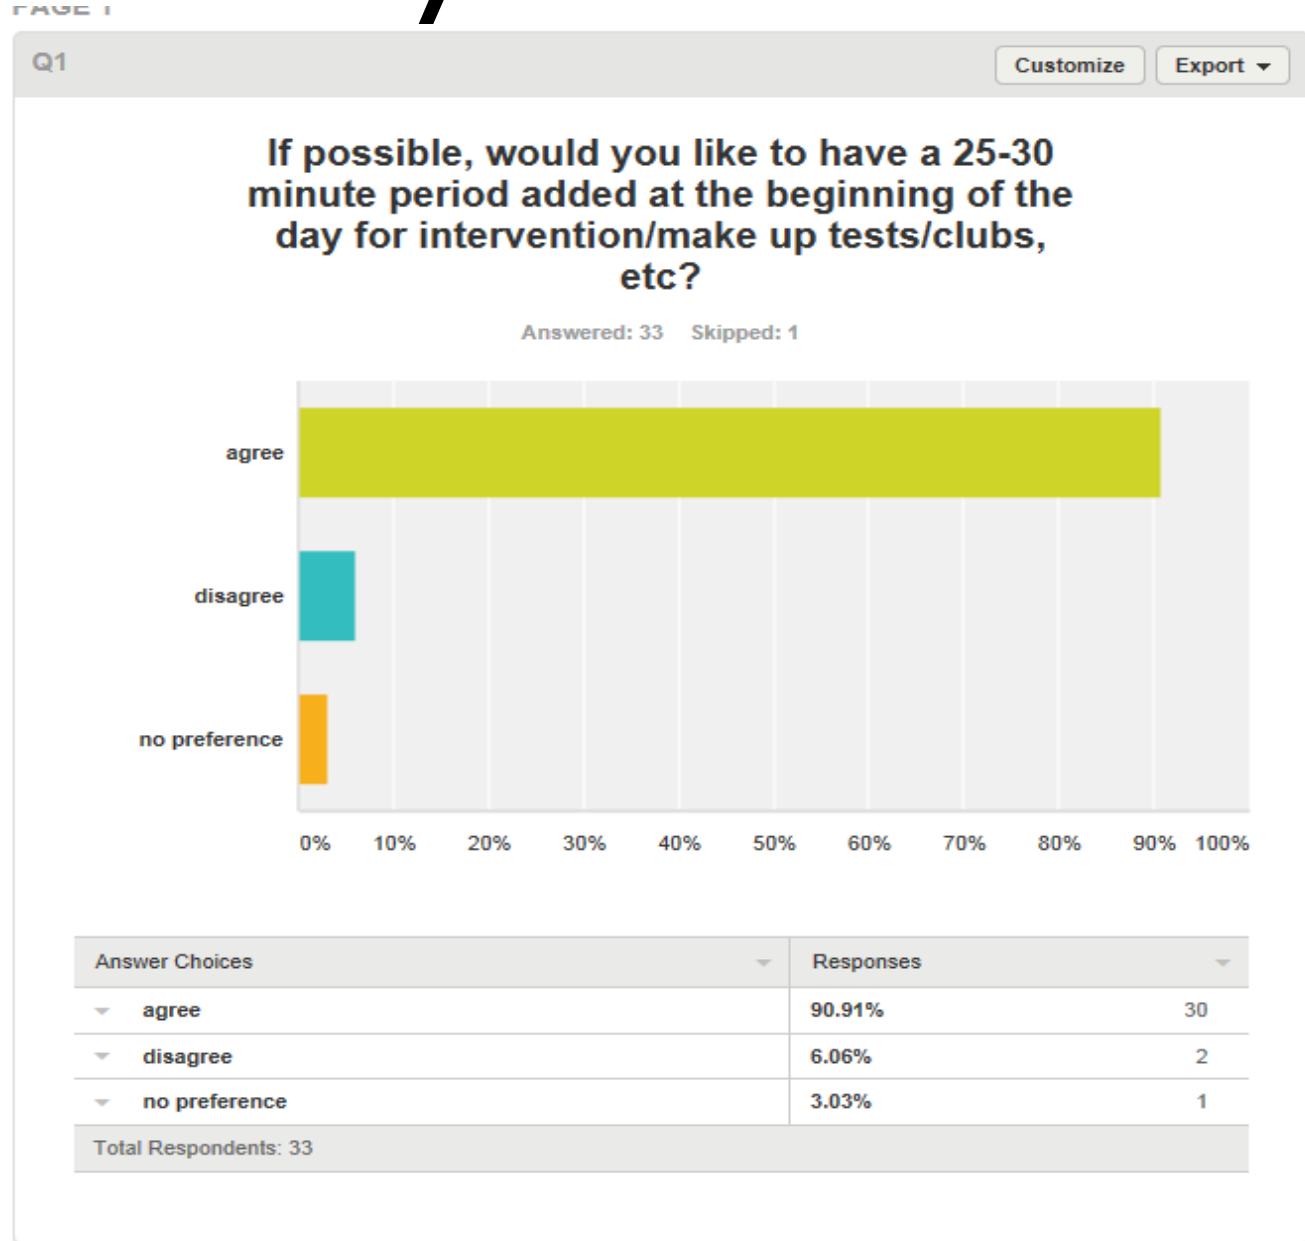 PAGE 1
Q1
Customize
Export
If possible, would you like to have a 25-30
minute period added at the beginning of the
day for intervention/make up tests/clubs,
etc?
Answered: 33 Skipped: 1
agree
disagree
no preference
0% 10% 20% 30% 40% 50% 60% 70% 80% 90% 100%
Answer Choices Responses
agree 90.91% 30
disagree 6.06% 2
no preference 3.03% 1
Total Respondents: 33